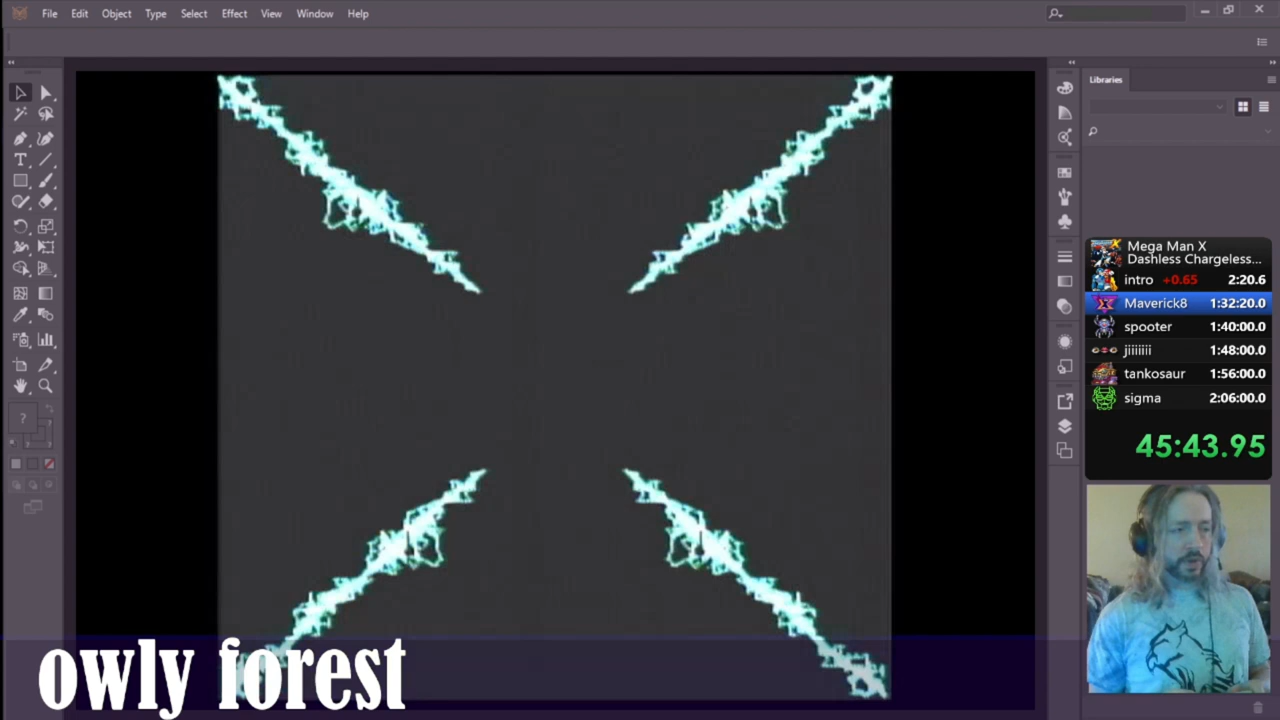 File Edit Object Type Select Effect View Window Help
Libraries
Mega Man X
Dashless Chargeless...
intro +0.65 2:20.6
Maverick8 1:32:20.0
spooter 1:40:00.0
jiiiiiii 1:48:00.0
tankosaur 1:56:00.0
sigma 2:06:00.0
45:43.95
owly forest